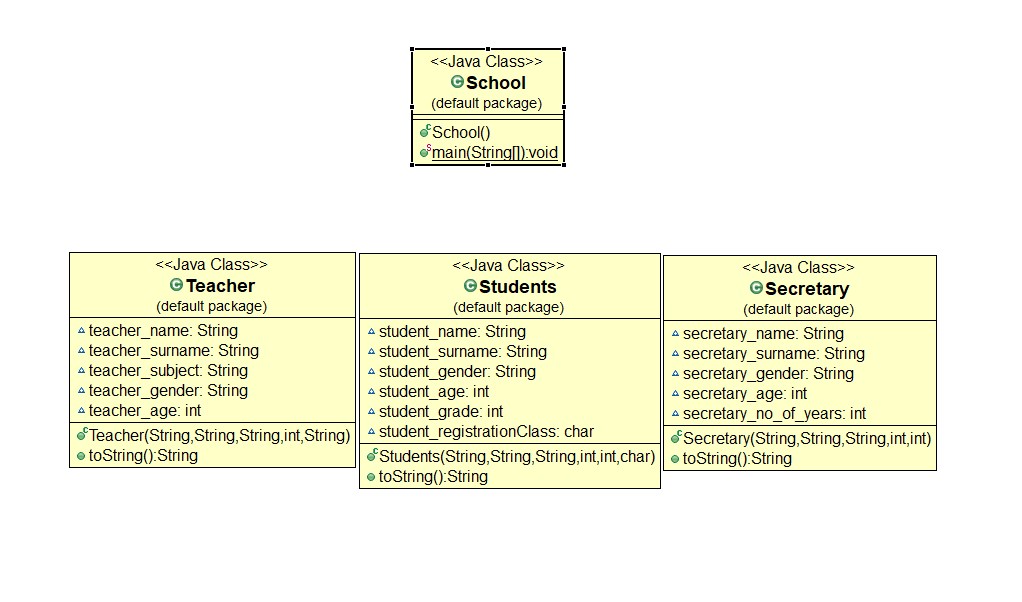 <<Java Class>>
School
(default package)
School()
main(String[]):void
<<Java Class>>
Teacher
(default package)
teacher_name: String
teacher_surname: String
teacher_subject: String
teacher_gender: String
teacher_age: int
Teacher(String,String,String,int,String)
toString():String
<<Java Class>>
Students
(default package)
student_name: String
student_surname: String
student_gender: String
student_age: int
student_grade: int
student_registrationClass: char
Students(String,String,String,int,int,char)
toString():String
<<Java Class>>
Secretary
(default package)
secretary_name: String
secretary_surname: String
secretary_gender: String
secretary_age: int
secretary_no_of_years: int
Secretary(String,String,String,int,int)
toString():String